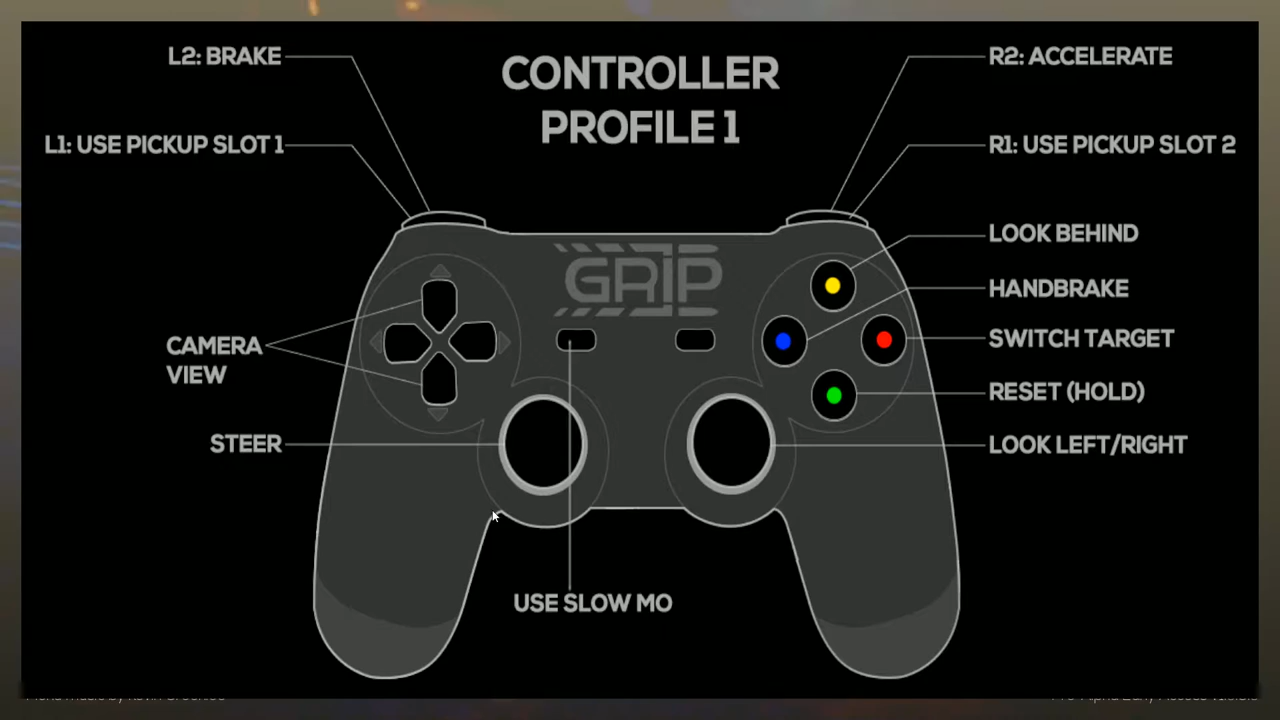 L2: BRAKE
CONTROLLER
PROFILE 1
R2: ACCELERATE
L1: USE PICKUP SLOT 1
R1: USE PICKUP SLOT 2
LOOK BEHIND
GRIP
HANDBRAKE
SWITCH TARGET
CAMERA
VIEW
RESET (HOLD)
STEER
LOOK LEFT/RIGHT
USE SLOW MO